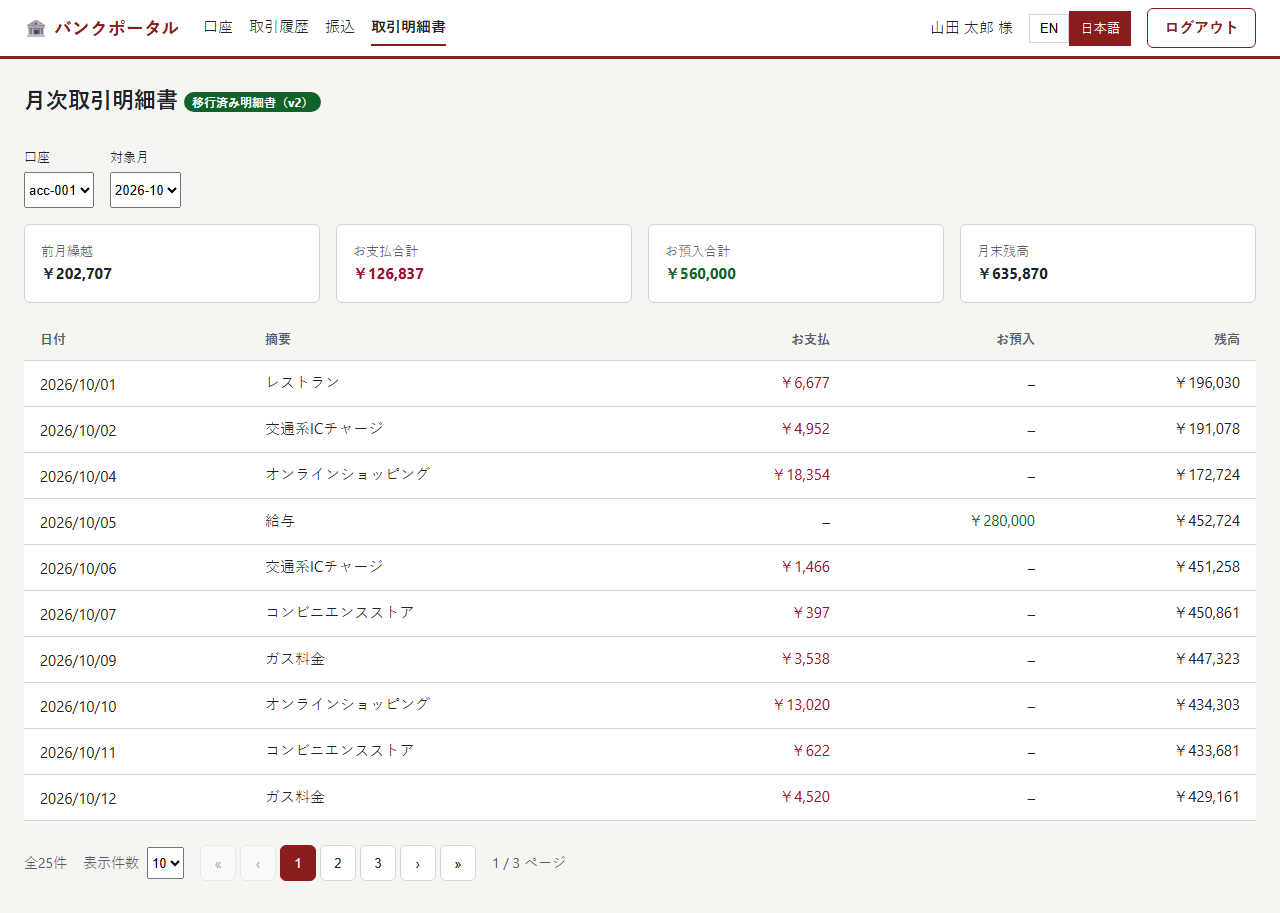 バンクポータル 口座 取引履歴 振込 取引明細書 山田 太郎 様 EN 日本語 ログアウト
月次取引明細書 移行済み明細書（v2）
口座 対象月
acc-001 2026-10
前月繰越 お支払合計 お預入合計 月末残高
￥202,707 ￥126,837 ￥560,000 ￥635,870
日付 摘要 お支払 お預入 残高
2026/10/01 レストラン ￥6,677 – ￥196,030
2026/10/02 交通系ICチャージ ￥4,952 – ￥191,078
2026/10/04 オンラインショッピング ￥18,354 – ￥172,724
2026/10/05 給与 – ￥280,000 ￥452,724
2026/10/06 交通系ICチャージ ￥1,466 – ￥451,258
2026/10/07 コンビニエンスストア ￥397 – ￥450,861
2026/10/09 ガス料金 ￥3,538 – ￥447,323
2026/10/10 オンラインショッピング ￥13,020 – ￥434,303
2026/10/11 コンビニエンスストア ￥622 – ￥433,681
2026/10/12 ガス料金 ￥4,520 – ￥429,161
全25件 表示件数 10 « ‹ 1 2 3 › » 1 / 3 ページ